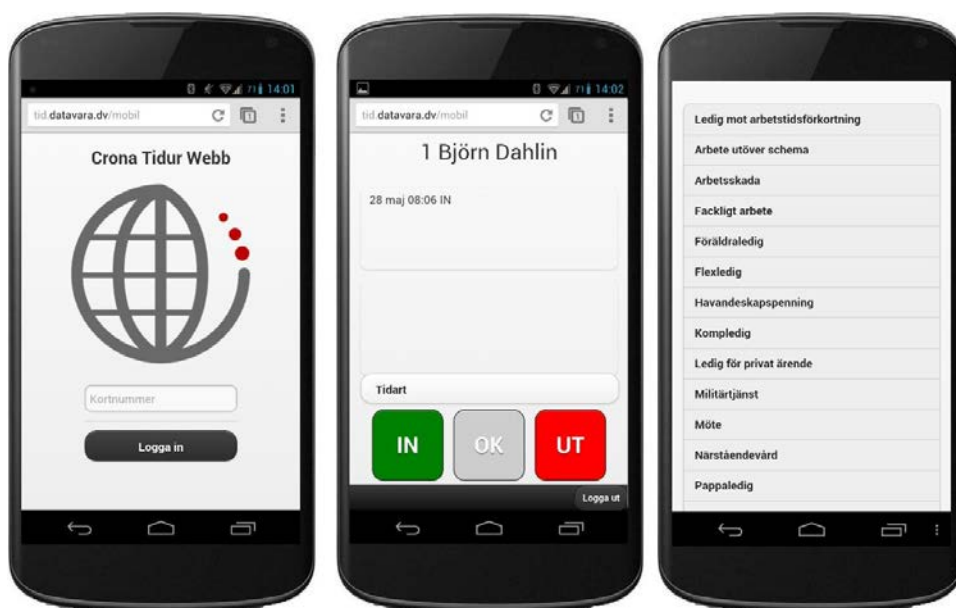 14:01
tid.datavara.dv/mobil
Crona Tidur Webb
Kortnummer
Logga in
71 14:02
tid.datavara.dv/mobil
1 Björn Dahlin
28 maj 08:06 IN
Tidart
IN
OK
UT
Logga ut
Ledig mot arbetstidsförkortning
Arbete utöver schema
Arbetsskada
Fackligt arbete
Föräldraledig
Flexledig
Havandeskapspenning
Kompledig
Ledig för privat ärende
Militärtjänst
Möte
Närståendevård
Pappaledig